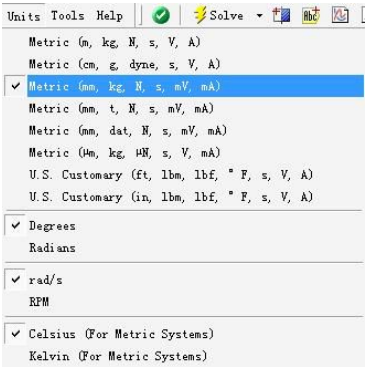 Units Tools Help Solve Abc
Metric (m, kg, N, s, V, A)
Metric (cm, g, dyne, s, V, A)
Metric (mm, kg, N, s, mV, mA)
Metric (mm, t, N, s, mV, mA)
Metric (mm, dat, N, s, mV, mA)
Metric (μm, kg, μN, s, V, mA)
U.S. Customary (ft, lbm, lbf, ° F, s, V, A)
U.S. Customary (in, lbm, lbf, ° F, s, V, A)
Degrees
Radians
rad/s
RPM
Celsius (For Metric Systems)
Kelvin (For Metric Systems)